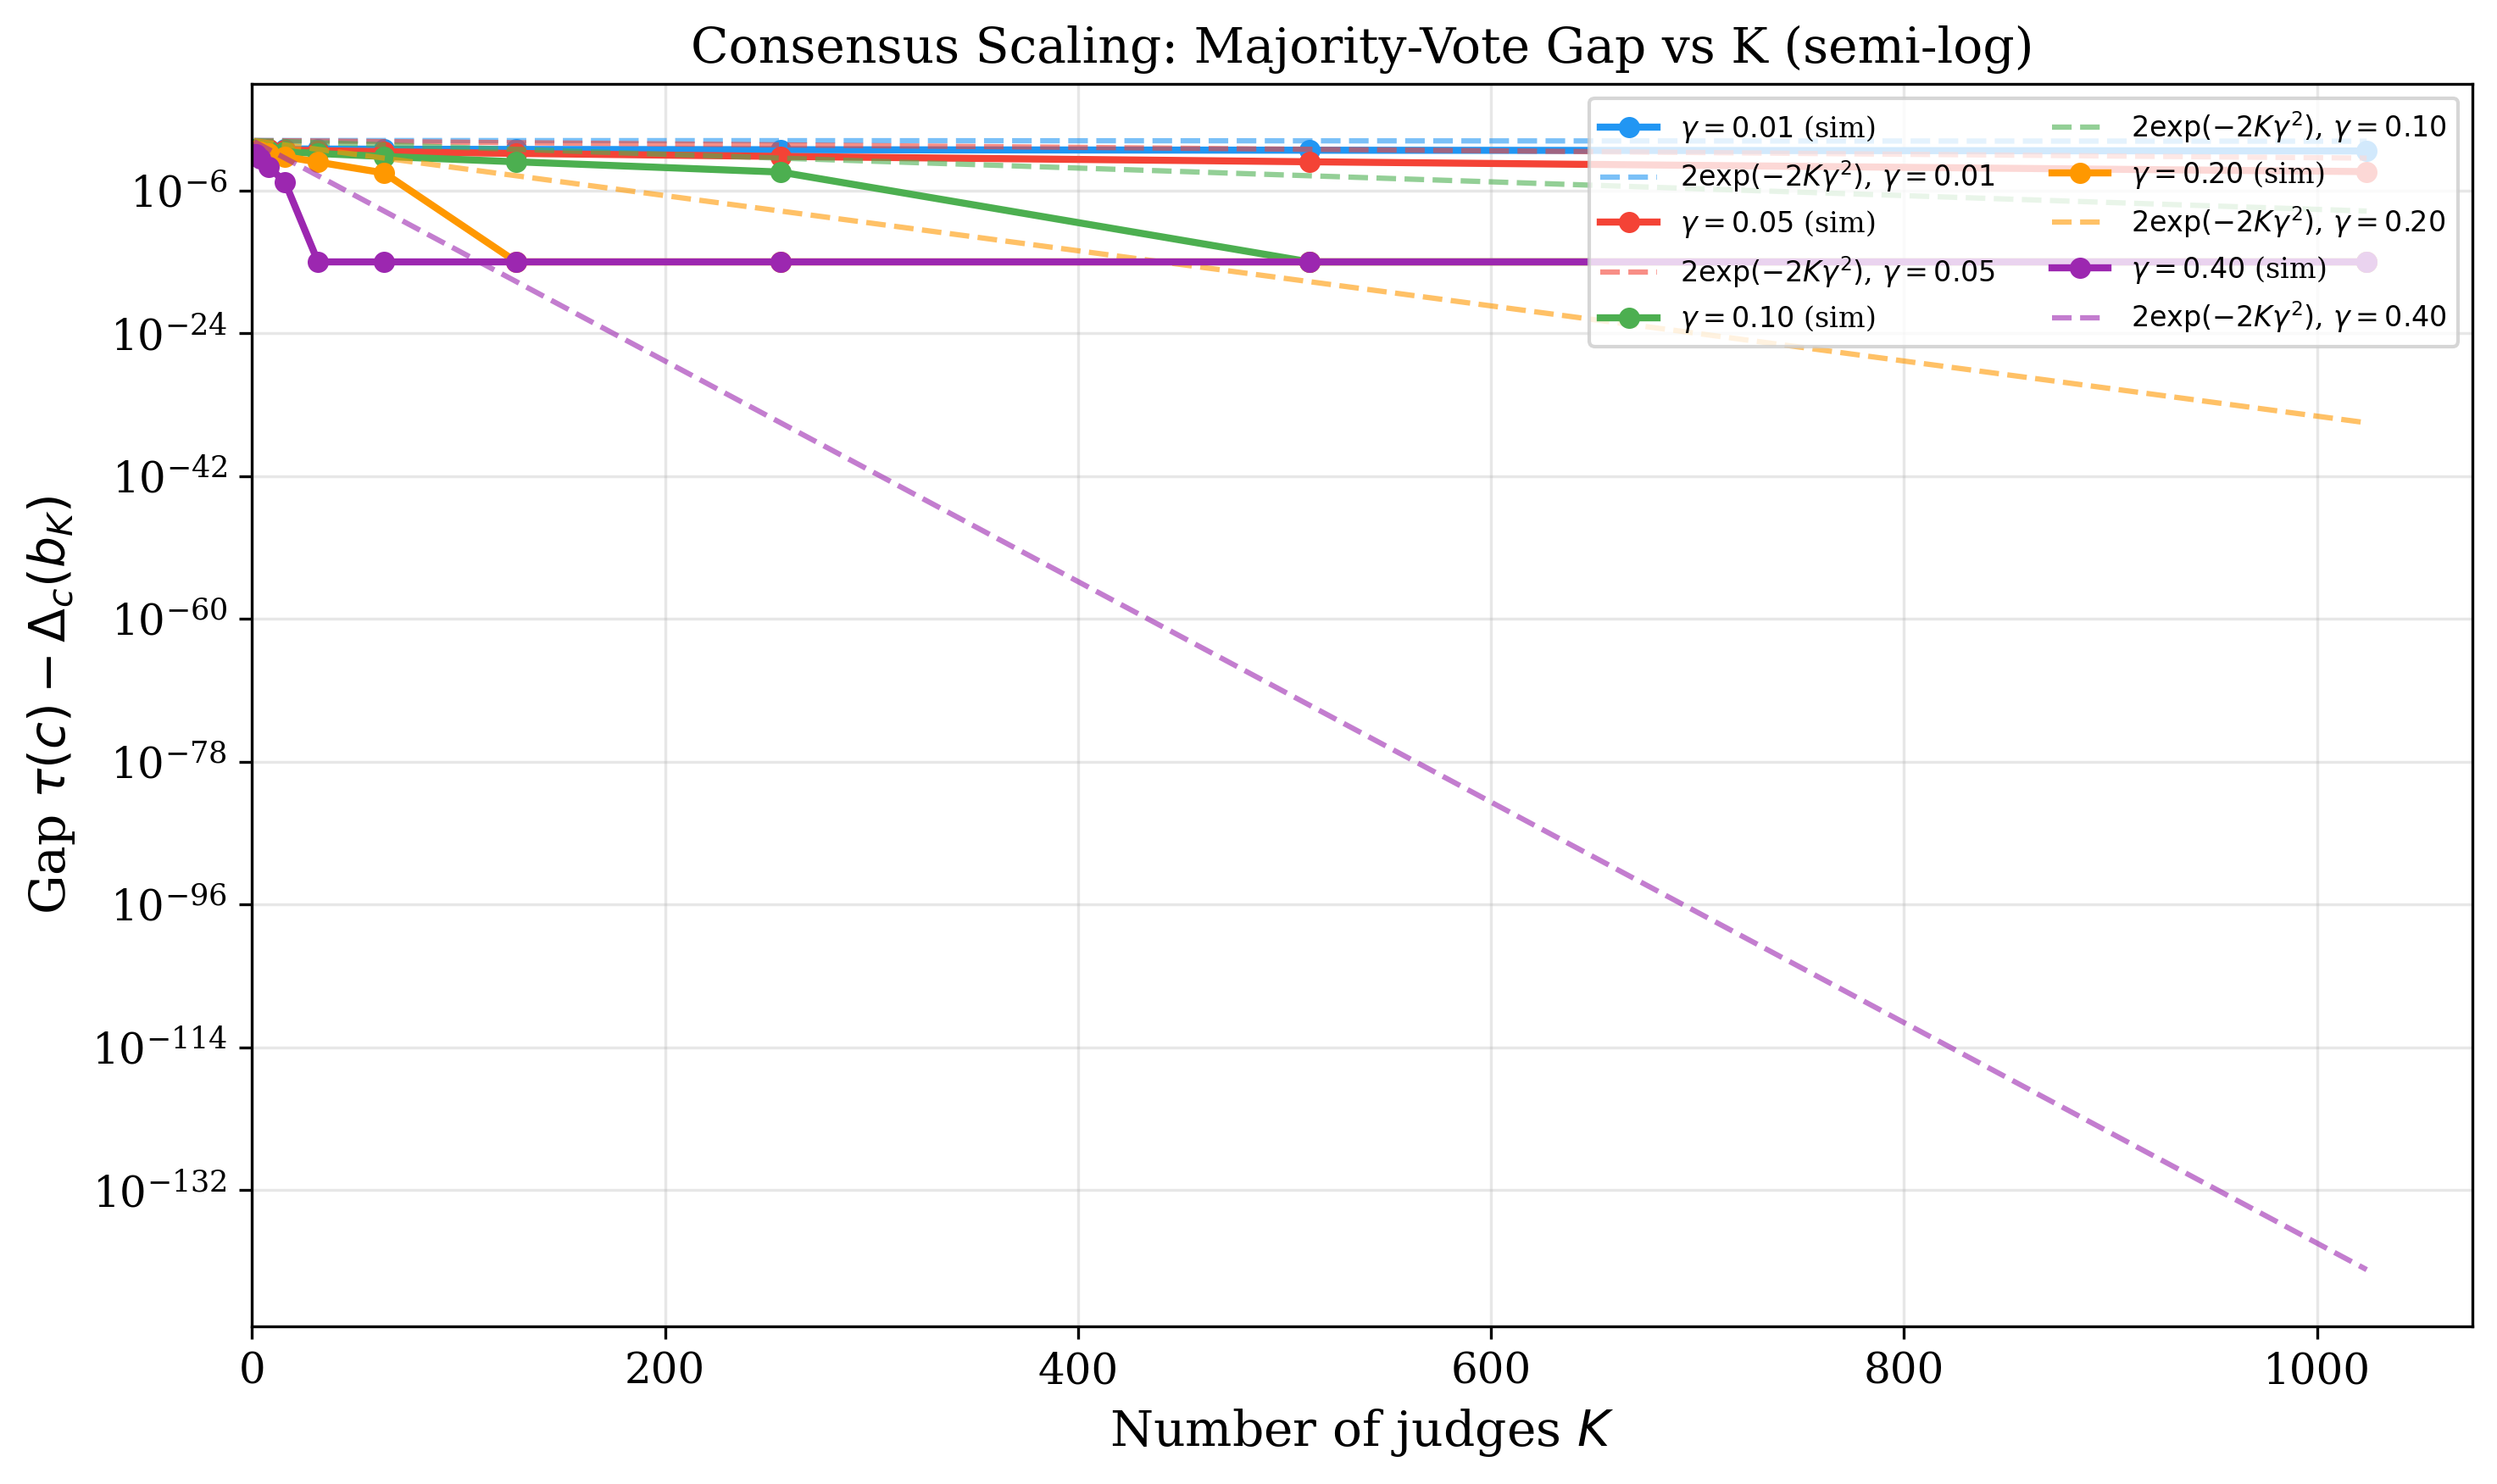 Consensus Scaling: Majority-Vote Gap vs K (semi-log)
γ = 0.01 (sim)
2exp(−2Kγ²), γ = 0.01
γ = 0.05 (sim)
2exp(−2Kγ²), γ = 0.05
γ = 0.10 (sim)
2exp(−2Kγ²), γ = 0.10
γ = 0.20 (sim)
2exp(−2Kγ²), γ = 0.20
γ = 0.40 (sim)
2exp(−2Kγ²), γ = 0.40
Gap τ(c) − Δ_c(b_K)
10⁻⁶
10⁻²⁴
10⁻⁴²
10⁻⁶⁰
10⁻⁷⁸
10⁻⁹⁶
10⁻¹¹⁴
10⁻¹³²
0 200 400 600 800 1000
Number of judges K